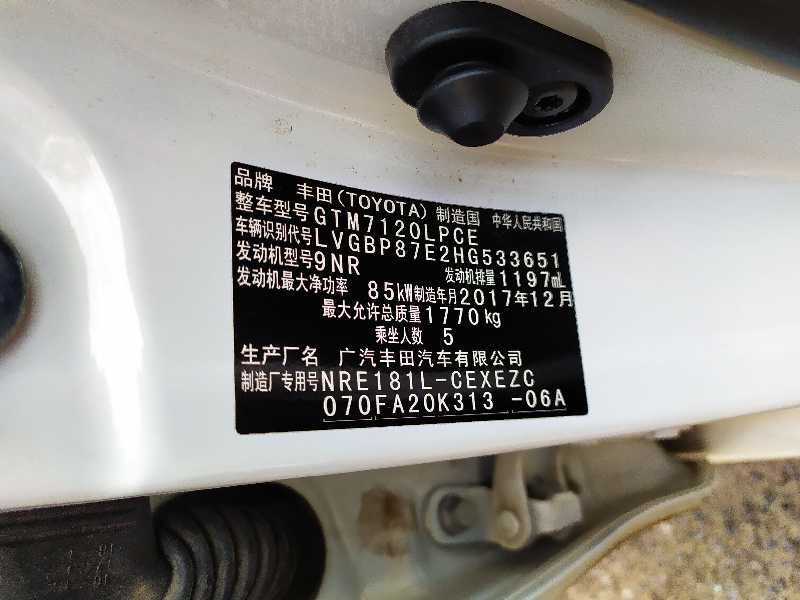 品牌 丰田(TOYOTA) 制造国 中华人民共和国
整车型号GTM7120LPCE
车辆识别代号LVGBP87E2HG533651
发动机型号9NR 发动机排量1197mL
发动机最大净功率 85kW制造年月2017年12月
最大允许总质量1770kg
乘坐人数 5
生产厂名 广汽丰田汽车有限公司
制造厂专用号NRE181L-CEXEZC
070FA20K313 -06A